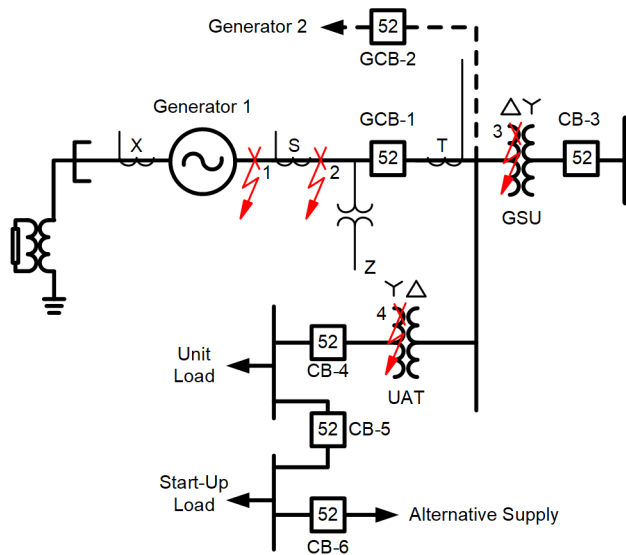 Generator 2
52
GCB-2
Generator 1
GCB-1
X
S
52
T
1
2
Z
3
CB-3
52
GSU
4
52
CB-4
UAT
Unit
Load
52
CB-5
Start-Up
Load
52
CB-6
Alternative Supply